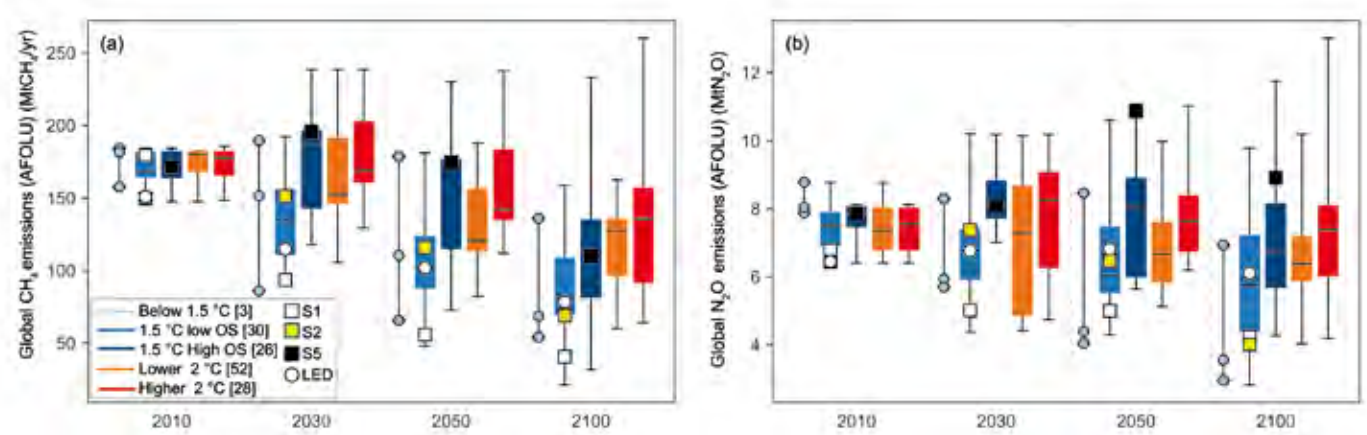 (a)
Global CH₄ emissions (AFOLU) (MtCH₄/yr)
250
200
150
100
50
Below 1.5 °C [3]
1.5 °C low OS [30]
1.5 °C High OS [26]
Lower 2 °C [52]
Higher 2 °C [28]
S1
S2
S5
LED
2010 2030 2050 2100
(b)
Global N₂O emissions (AFOLU) (MtN₂O)
12
10
8
6
4
2010 2030 2050 2100